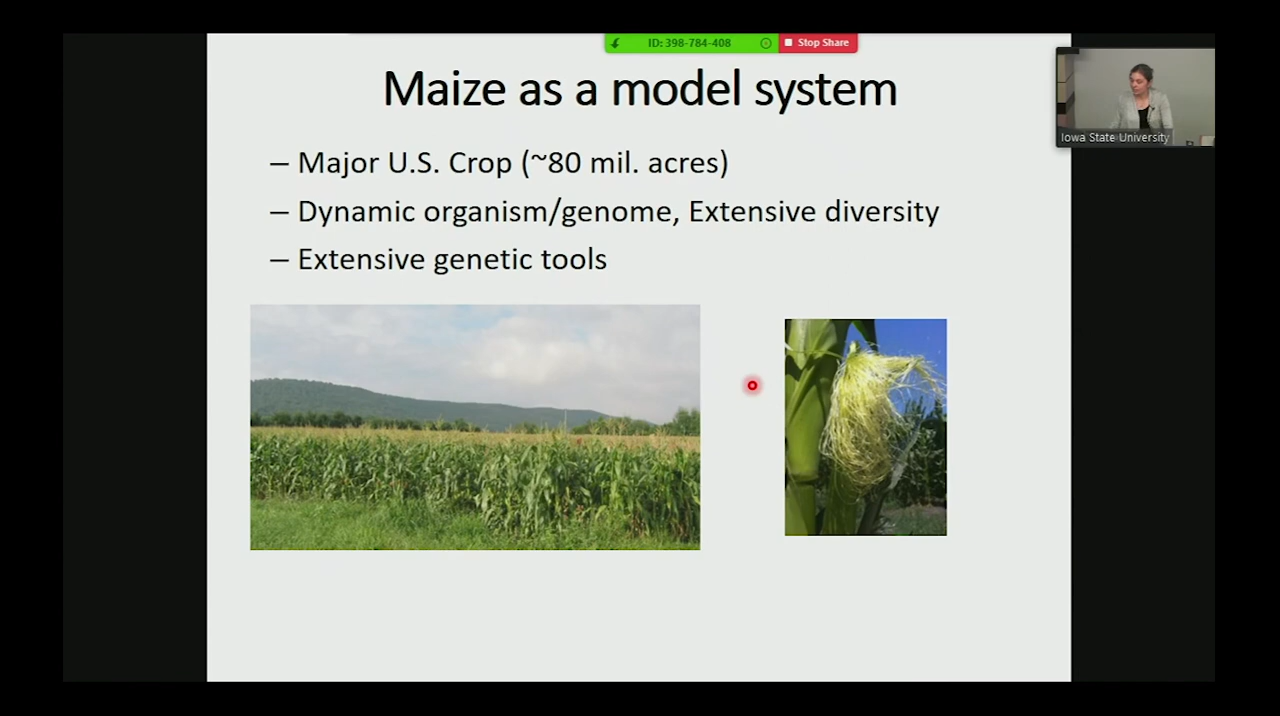 ID: 398-784-408
Stop Share
Maize as a model system
Iowa State University
– Major U.S. Crop (~80 mil. acres)
– Dynamic organism/genome, Extensive diversity
– Extensive genetic tools